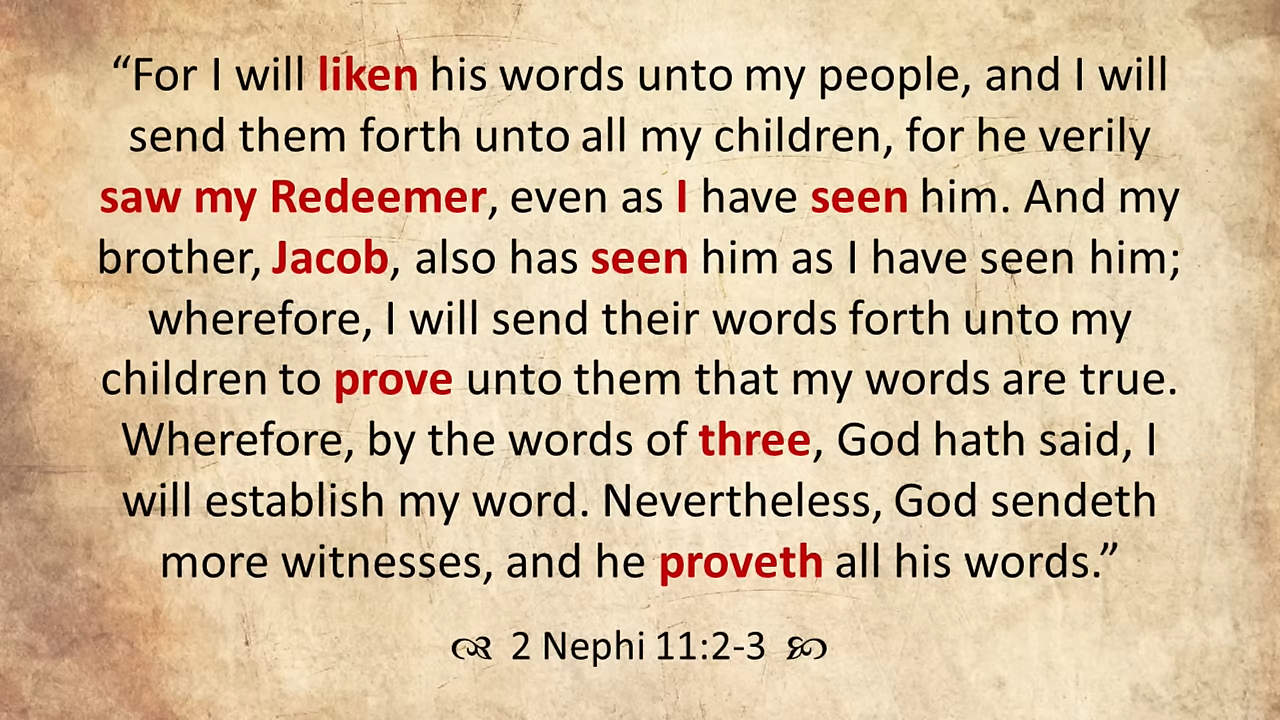 “For I will liken his words unto my people, and I will
send them forth unto all my children, for he verily
saw my Redeemer, even as I have seen him. And my
brother, Jacob, also has seen him as I have seen him;
wherefore, I will send their words forth unto my
children to prove unto them that my words are true.
Wherefore, by the words of three, God hath said, I
will establish my word. Nevertheless, God sendeth
more witnesses, and he proveth all his words.”
2 Nephi 11:2-3